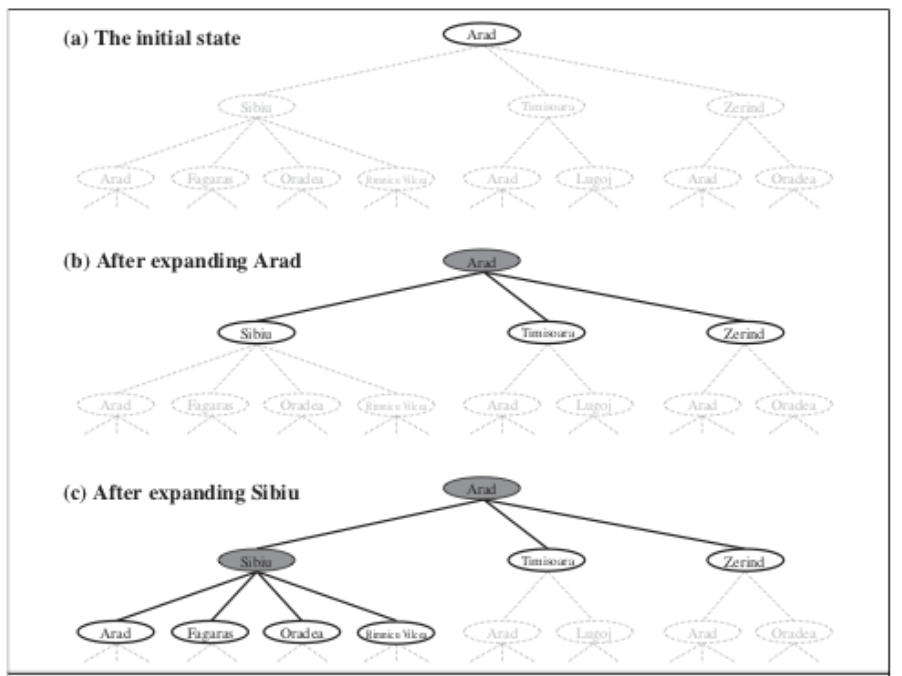 (a) The initial state
Arad
Sibiu Timisoara Zerind
Arad Fagaras Oradea Rimnicu Vilcea Arad Lugoj Arad Oradea
(b) After expanding Arad
Arad
Sibiu Timisoara Zerind
Arad Fagaras Oradea Rimnicu Vilcea Arad Lugoj Arad Oradea
(c) After expanding Sibiu
Arad
Sibiu Timisoara Zerind
Arad Fagaras Oradea Rimnicu Vilcea Arad Lugoj Arad Oradea